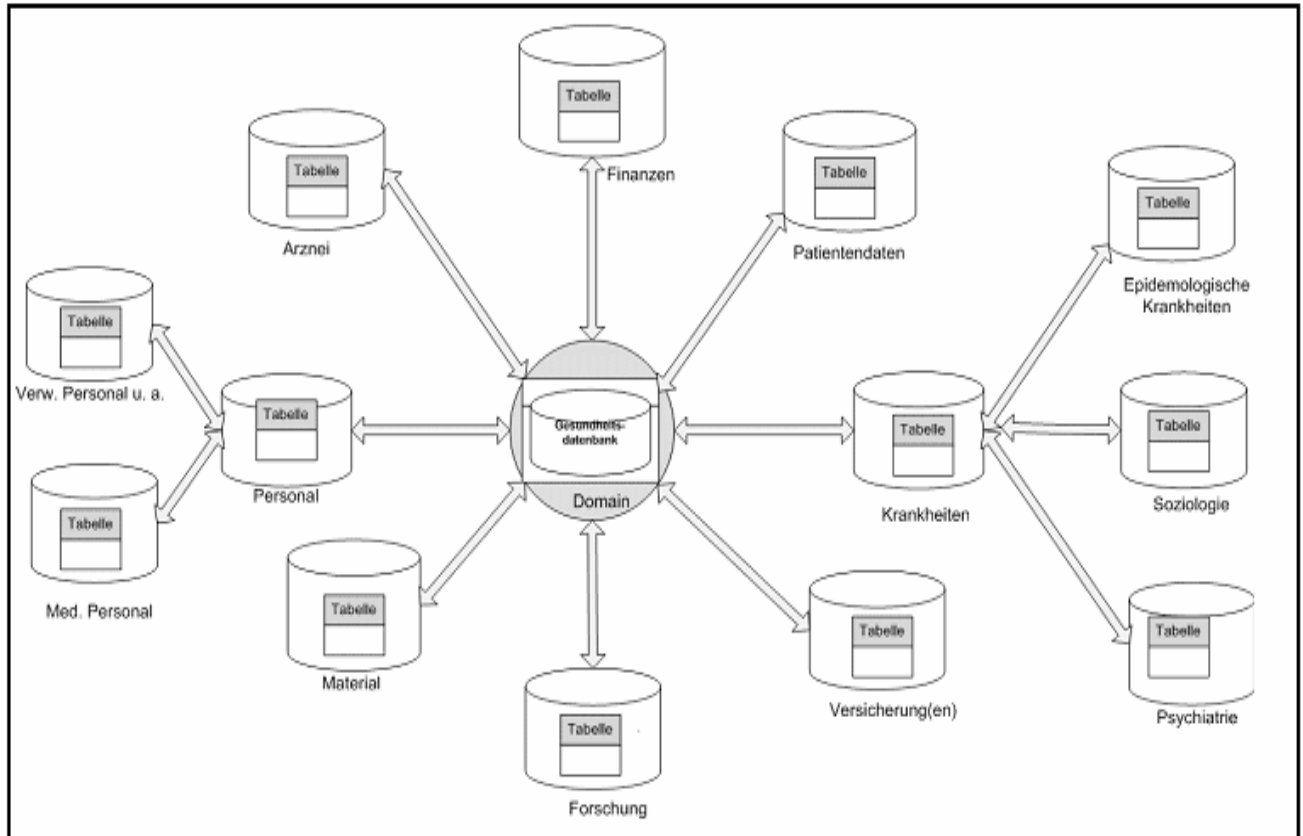 Tabelle
Finanzen
Tabelle
Arznei
Tabelle
Patientendaten
Tabelle
Epidemologische
Krankheiten
Tabelle
Verw. Personal u. a.
Tabelle
Personal
Gesundheits-
datenbank
Domain
Tabelle
Krankheiten
Tabelle
Soziologie
Tabelle
Med. Personal
Tabelle
Material
Tabelle
Versicherung(en)
Tabelle
Psychiatrie
Tabelle
Forschung